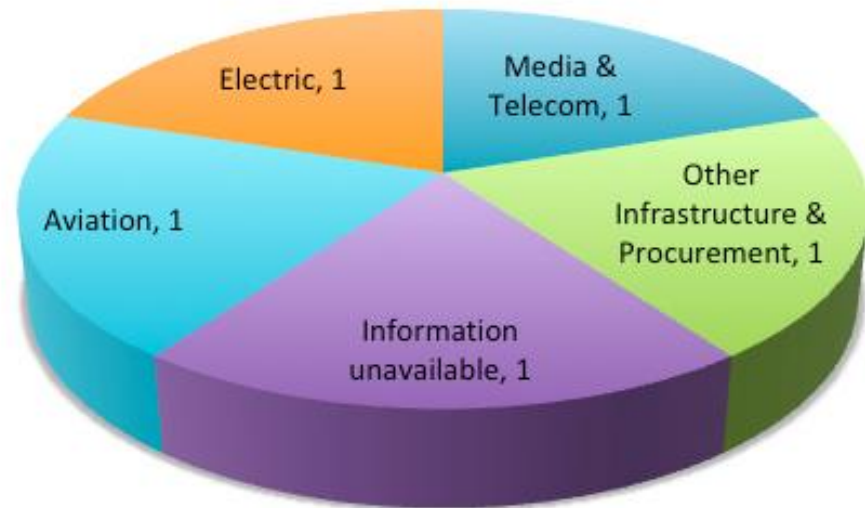 Electric, 1
Media &
Telecom, 1
Other
Infrastructure &
Procurement, 1
Aviation, 1
Information
unavailable, 1